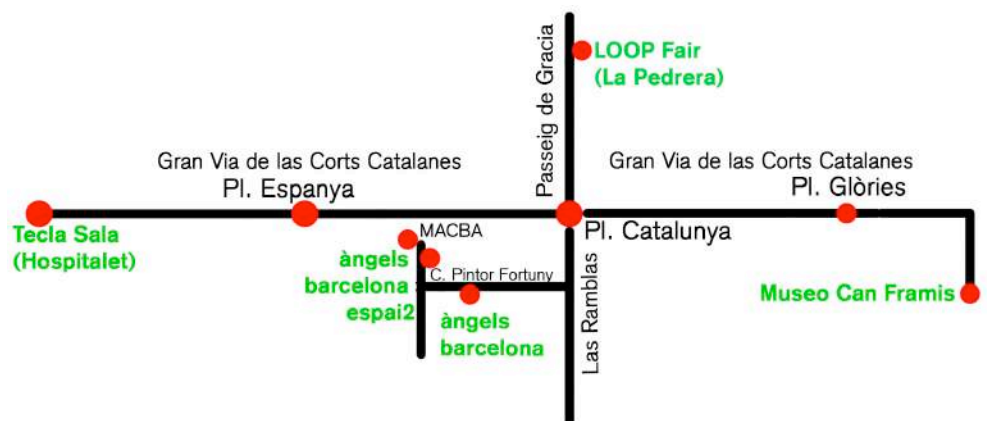 LOOP Fair
(La Pedrera)
Passeig de Gracia
Gran Via de las Corts Catalanes
Pl. Espanya
Gran Via de las Corts Catalanes
Pl. Glòries
Tecla Sala
(Hospitalet)
MACBA
Pl. Catalunya
àngels
barcelona
espai2
C. Pintor Fortuny
àngels
barcelona
Las Ramblas
Museo Can Framis